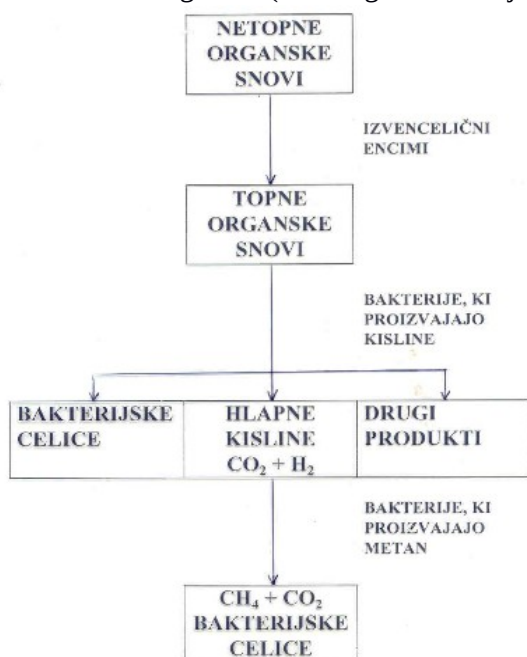 NETOPNE
ORGANSKE
SNOVI
IZVENCELIČNI
ENCIMI
TOPNE
ORGANSKE
SNOVI
BAKTERIJE, KI
PROIZVAJAJO
KISLINE
BAKTERIJSKE
CELICE
HLAPNE
KISLINE
CO₂ + H₂
DRUGI
PRODUKTI
BAKTERIJE, KI
PROIZVAJAJO
METAN
CH₄ + CO₂
BAKTERIJSKE
CELICE